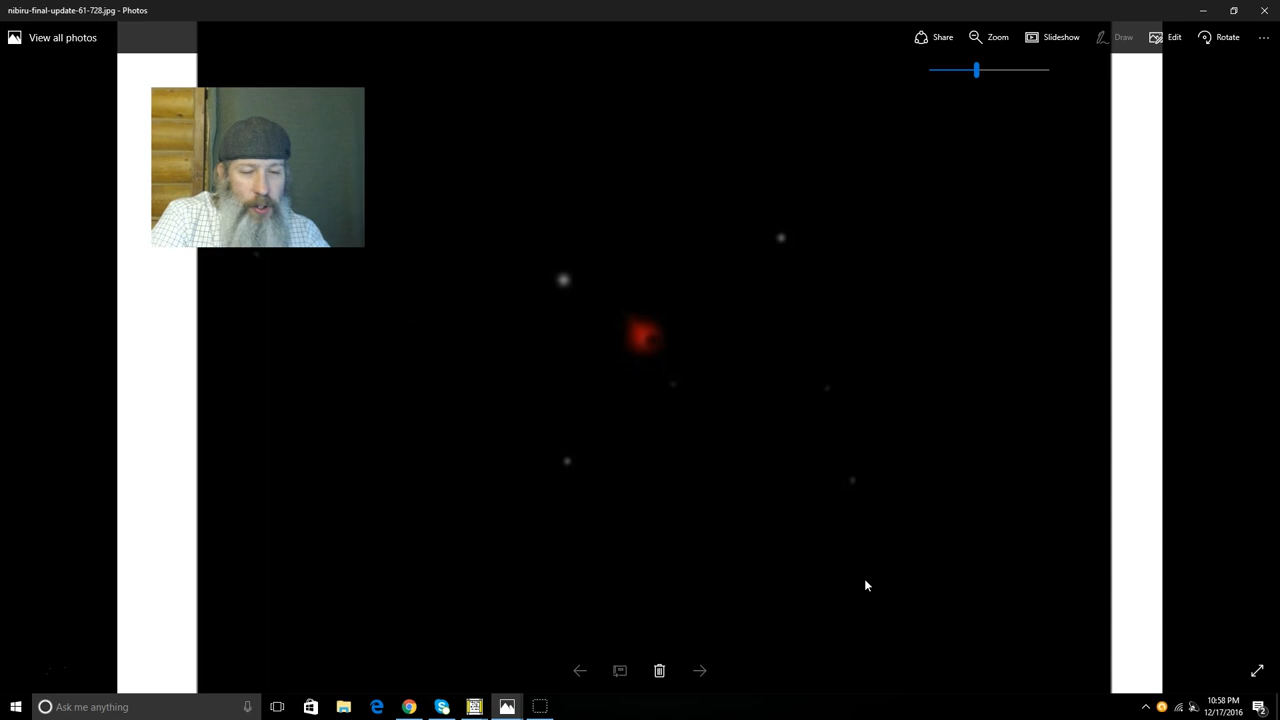 nibiru-final-update-61-728.jpg - Photos
View all photos
Share
Zoom
Slideshow
Draw
Edit
Rotate
Ask me anything
10:58 PM
12/17/2016
2